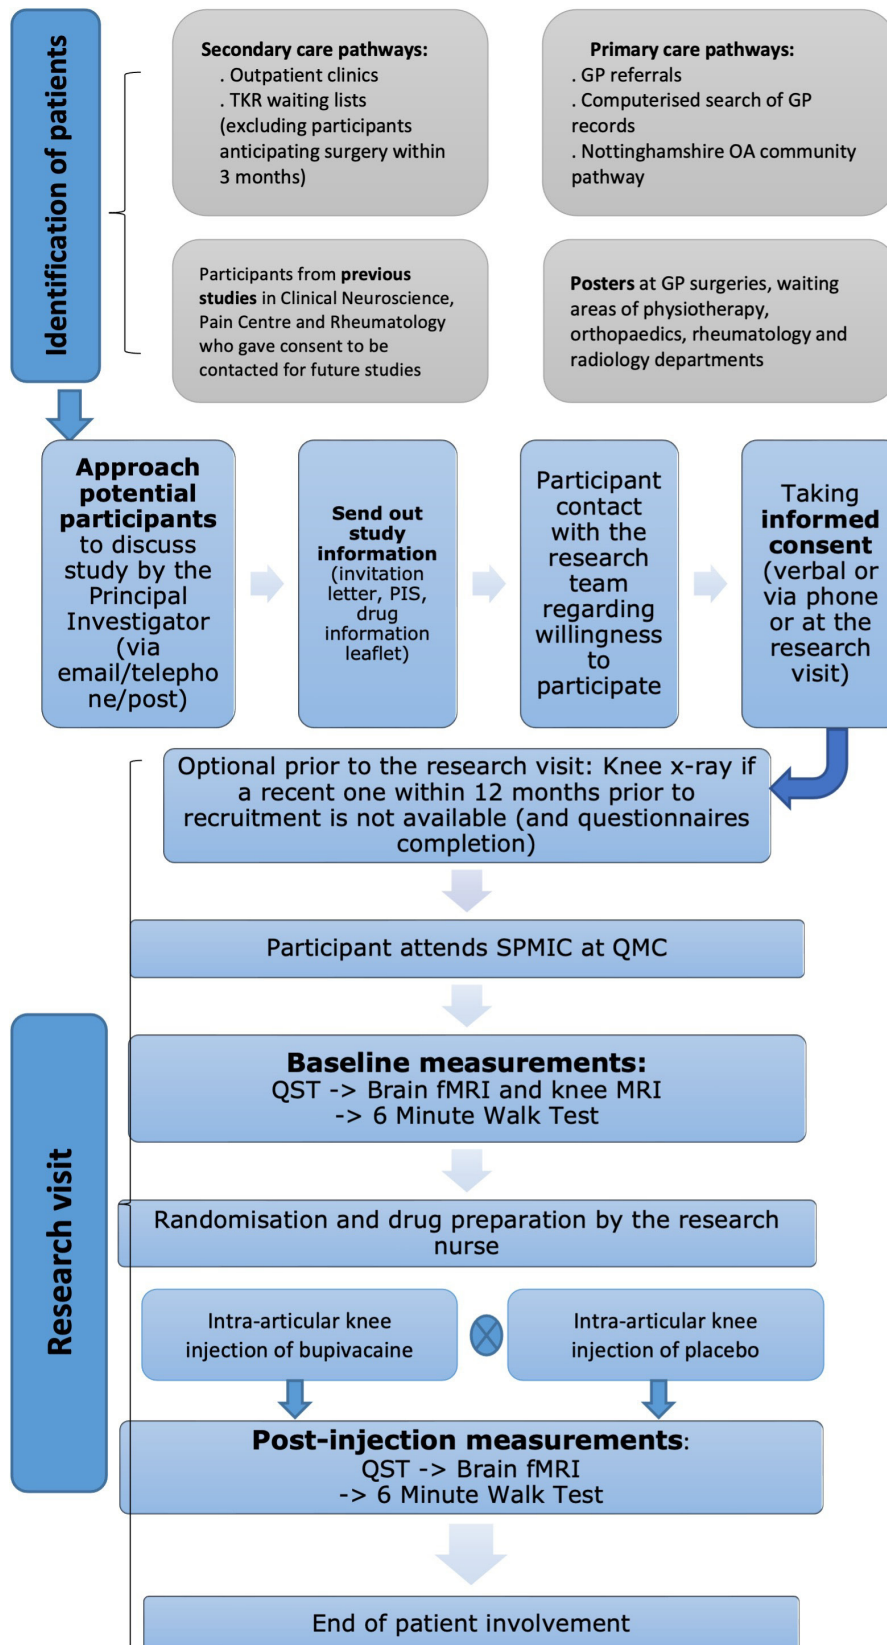 Identification of patients
Secondary care pathways:
. Outpatient clinics
. TKR waiting lists
(excluding participants
anticipating surgery within
3 months)
Primary care pathways:
. GP referrals
. Computerised search of GP
records
. Nottinghamshire OA community
pathway
Participants from previous
studies in Clinical Neuroscience,
Pain Centre and Rheumatology
who gave consent to be
contacted for future studies
Posters at GP surgeries, waiting
areas of physiotherapy,
orthopaedics, rheumatology and
radiology departments
Approach
potential
participants
to discuss
study by the
Principal
Investigator
(via
email/telepho
ne/post)
Send out
study
information
(invitation
letter, PIS,
drug
information
leaflet)
Participant
contact
with the
research
team
regarding
willingness
to
participate
Taking
informed
consent
(verbal or
via phone
or at the
research
visit)
Research visit
Optional prior to the research visit: Knee x-ray if
a recent one within 12 months prior to
recruitment is not available (and questionnaires
completion)
Participant attends SPMIC at QMC
Baseline measurements:
QST -> Brain fMRI and knee MRI
-> 6 Minute Walk Test
Randomisation and drug preparation by the research
nurse
Intra-articular knee
injection of bupivacaine
Intra-articular knee
injection of placebo
Post-injection measurements:
QST -> Brain fMRI
-> 6 Minute Walk Test
End of patient involvement